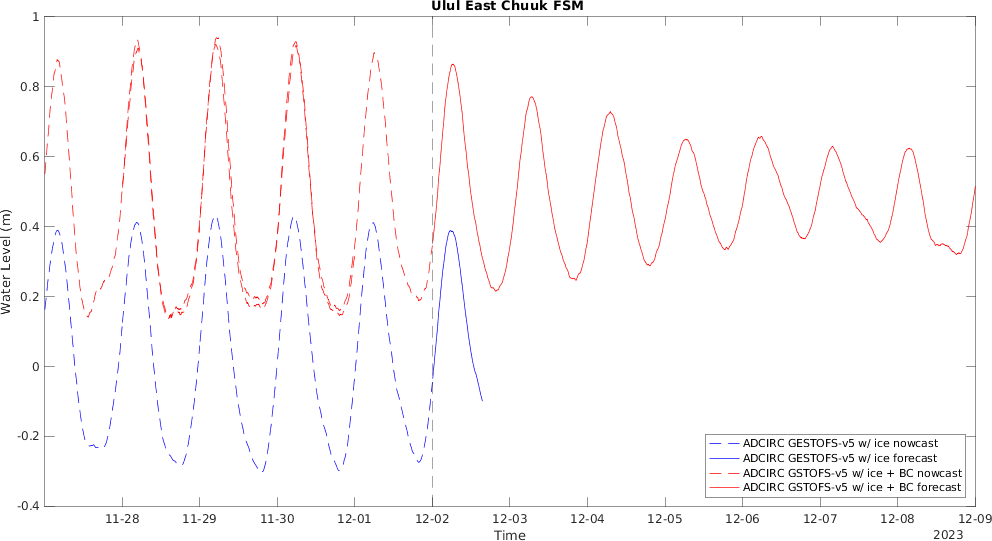 Ulul East Chuuk FSM
1
0.8
0.6
0.4
0.2
0
-0.2
-0.4
Water Level (m)
11-28 11-29 11-30 12-01 12-02 12-03 12-04 12-05 12-06 12-07 12-08 12-09
Time
2023
ADCIRC GESTOFS-v5 w/ ice nowcast
ADCIRC GESTOFS-v5 w/ ice forecast
ADCIRC GSTOFS-v5 w/ ice + BC nowcast
ADCIRC GSTOFS-v5 w/ ice + BC forecast